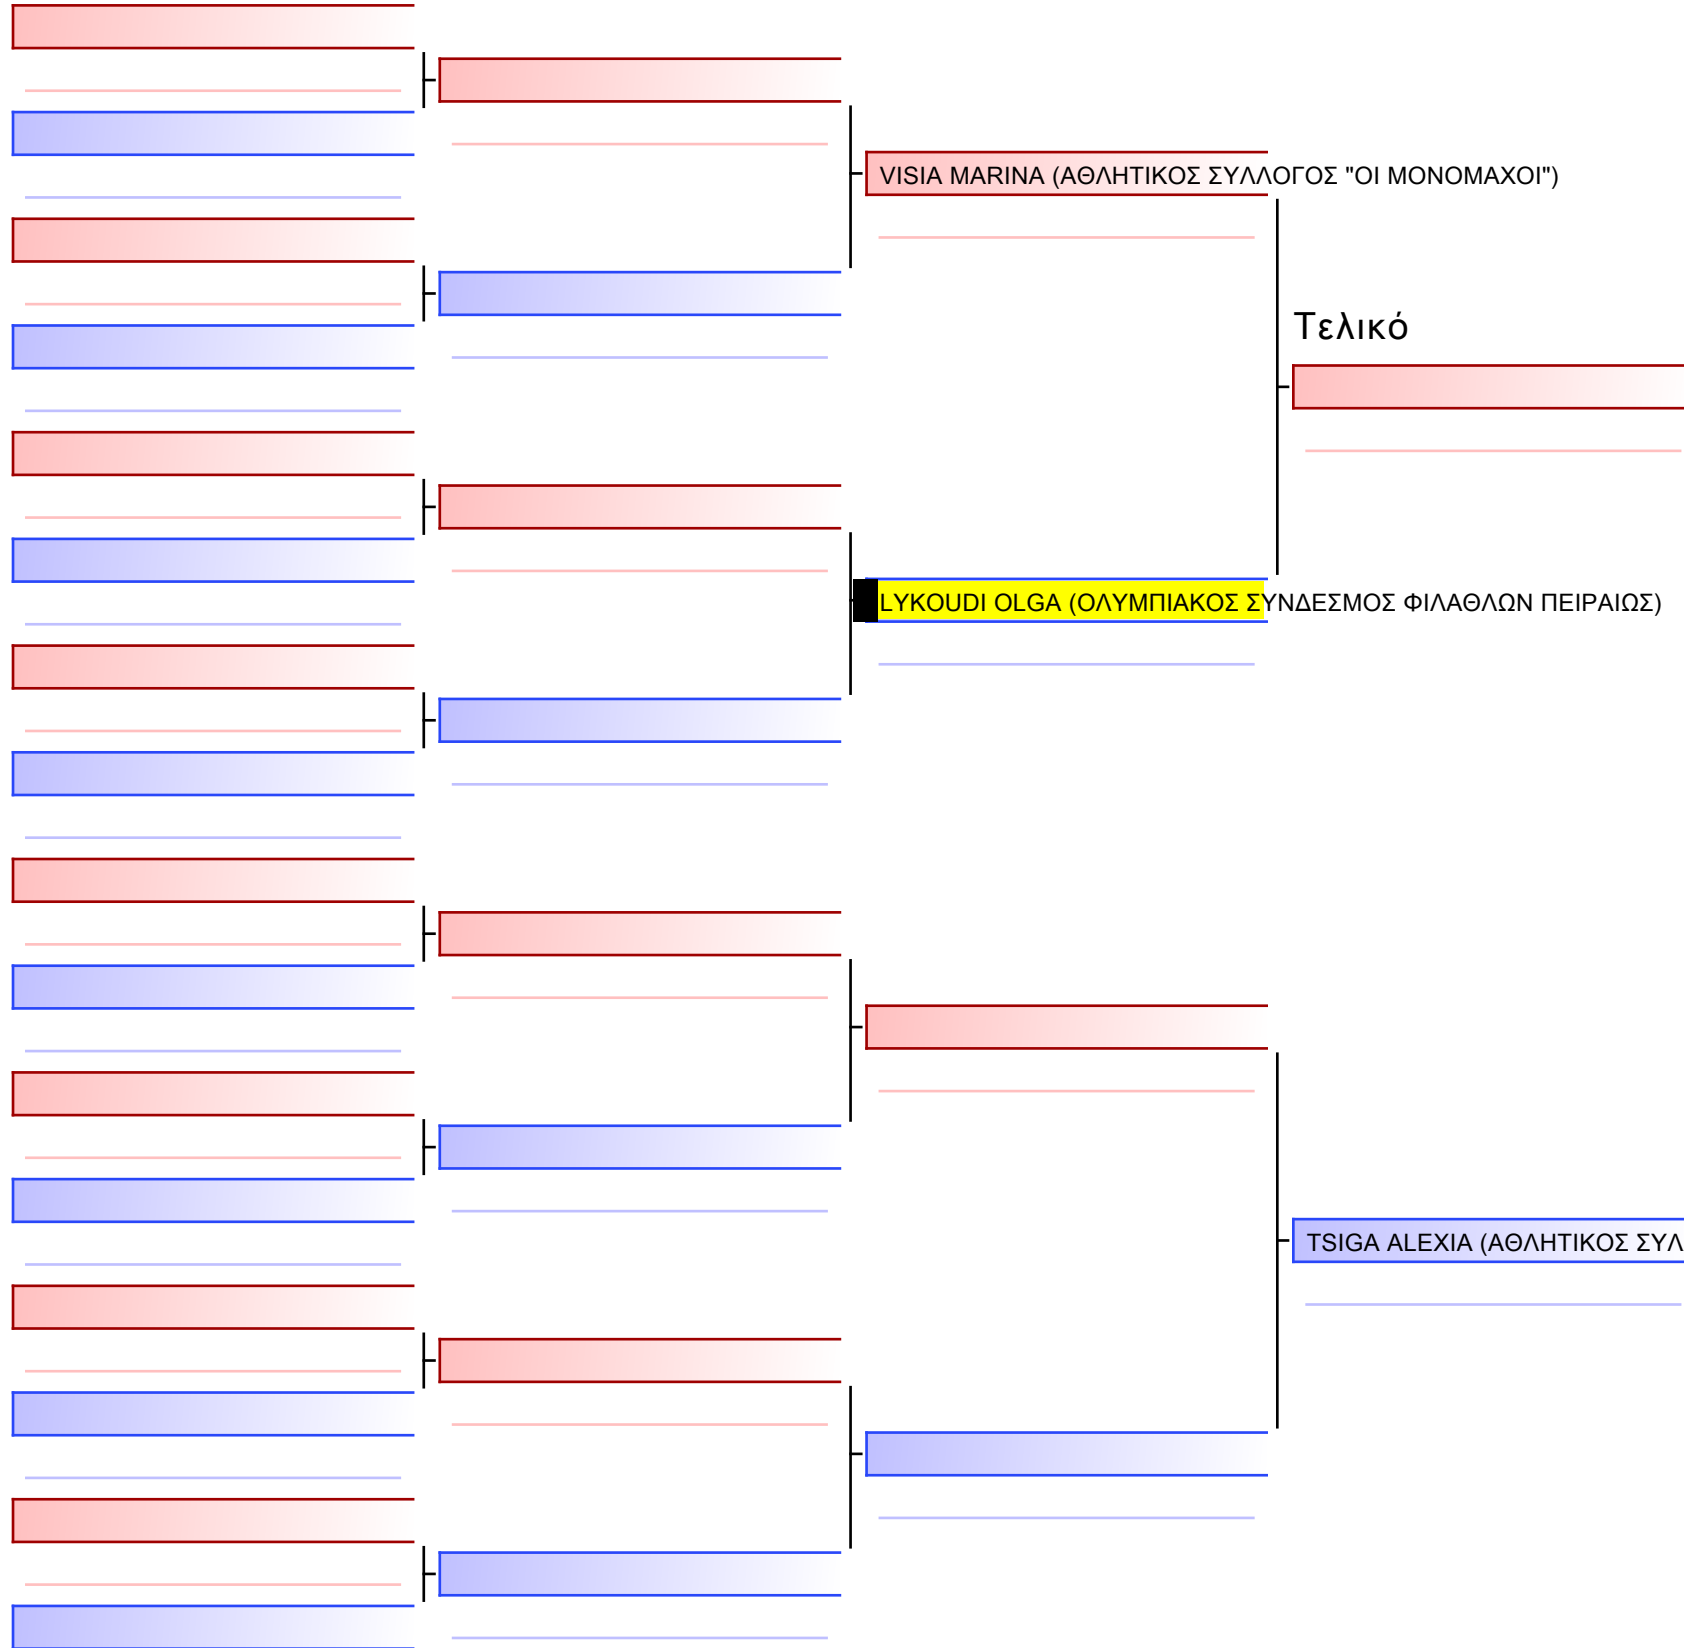 VISIA MARINA (ΑΘΛΗΤΙΚΟΣ ΣΥΛΛΟΓΟΣ "ΟΙ ΜΟΝΟΜΑΧΟΙ")
Τελικό
LYKOUDI OLGA (ΟΛΥΜΠΙΑΚΟΣ ΣΥΝΔΕΣΜΟΣ ΦΙΛΑΘΛΩΝ ΠΕΙΡΑΙΩΣ)
TSIGA ALEXIA (ΑΘΛΗΤΙΚΟΣ ΣΥΛ